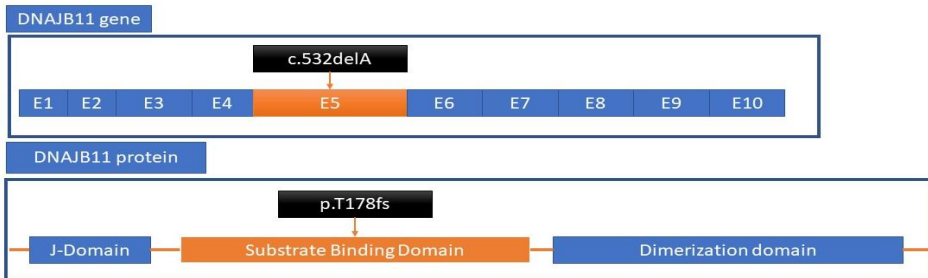 DNAJB11 gene
c.532delA
E1 E2 E3 E4 E5 E6 E7 E8 E9 E10
DNAJB11 protein
p.T178fs
J-Domain Substrate Binding Domain Dimerization domain